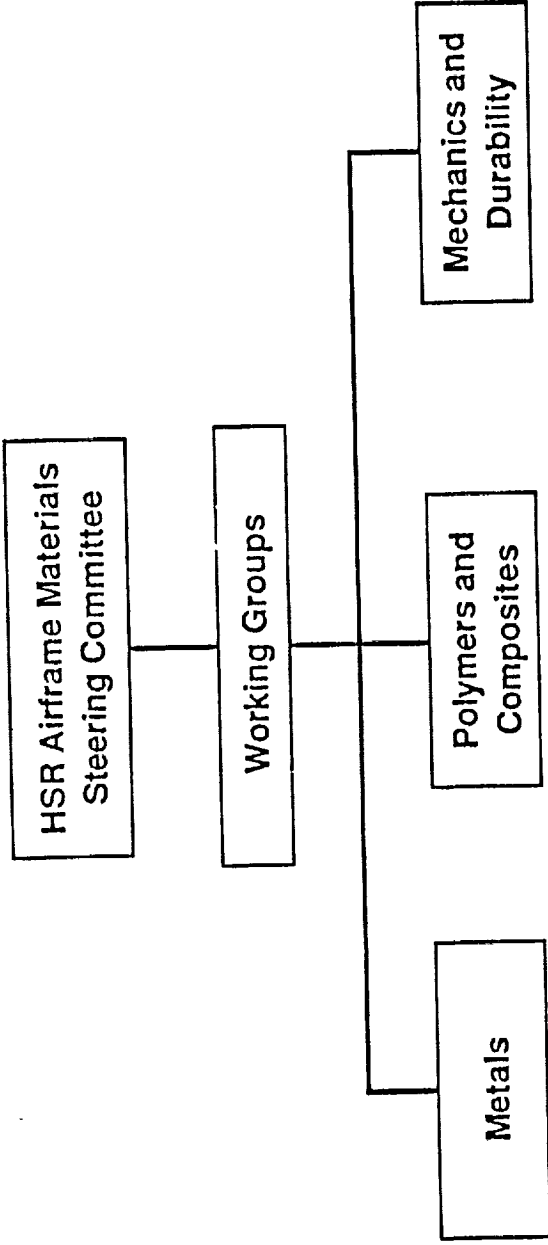 HSR Airframe Materials
Steering Committee
Working Groups
Metals
Polymers and
Composites
Mechanics and
Durability